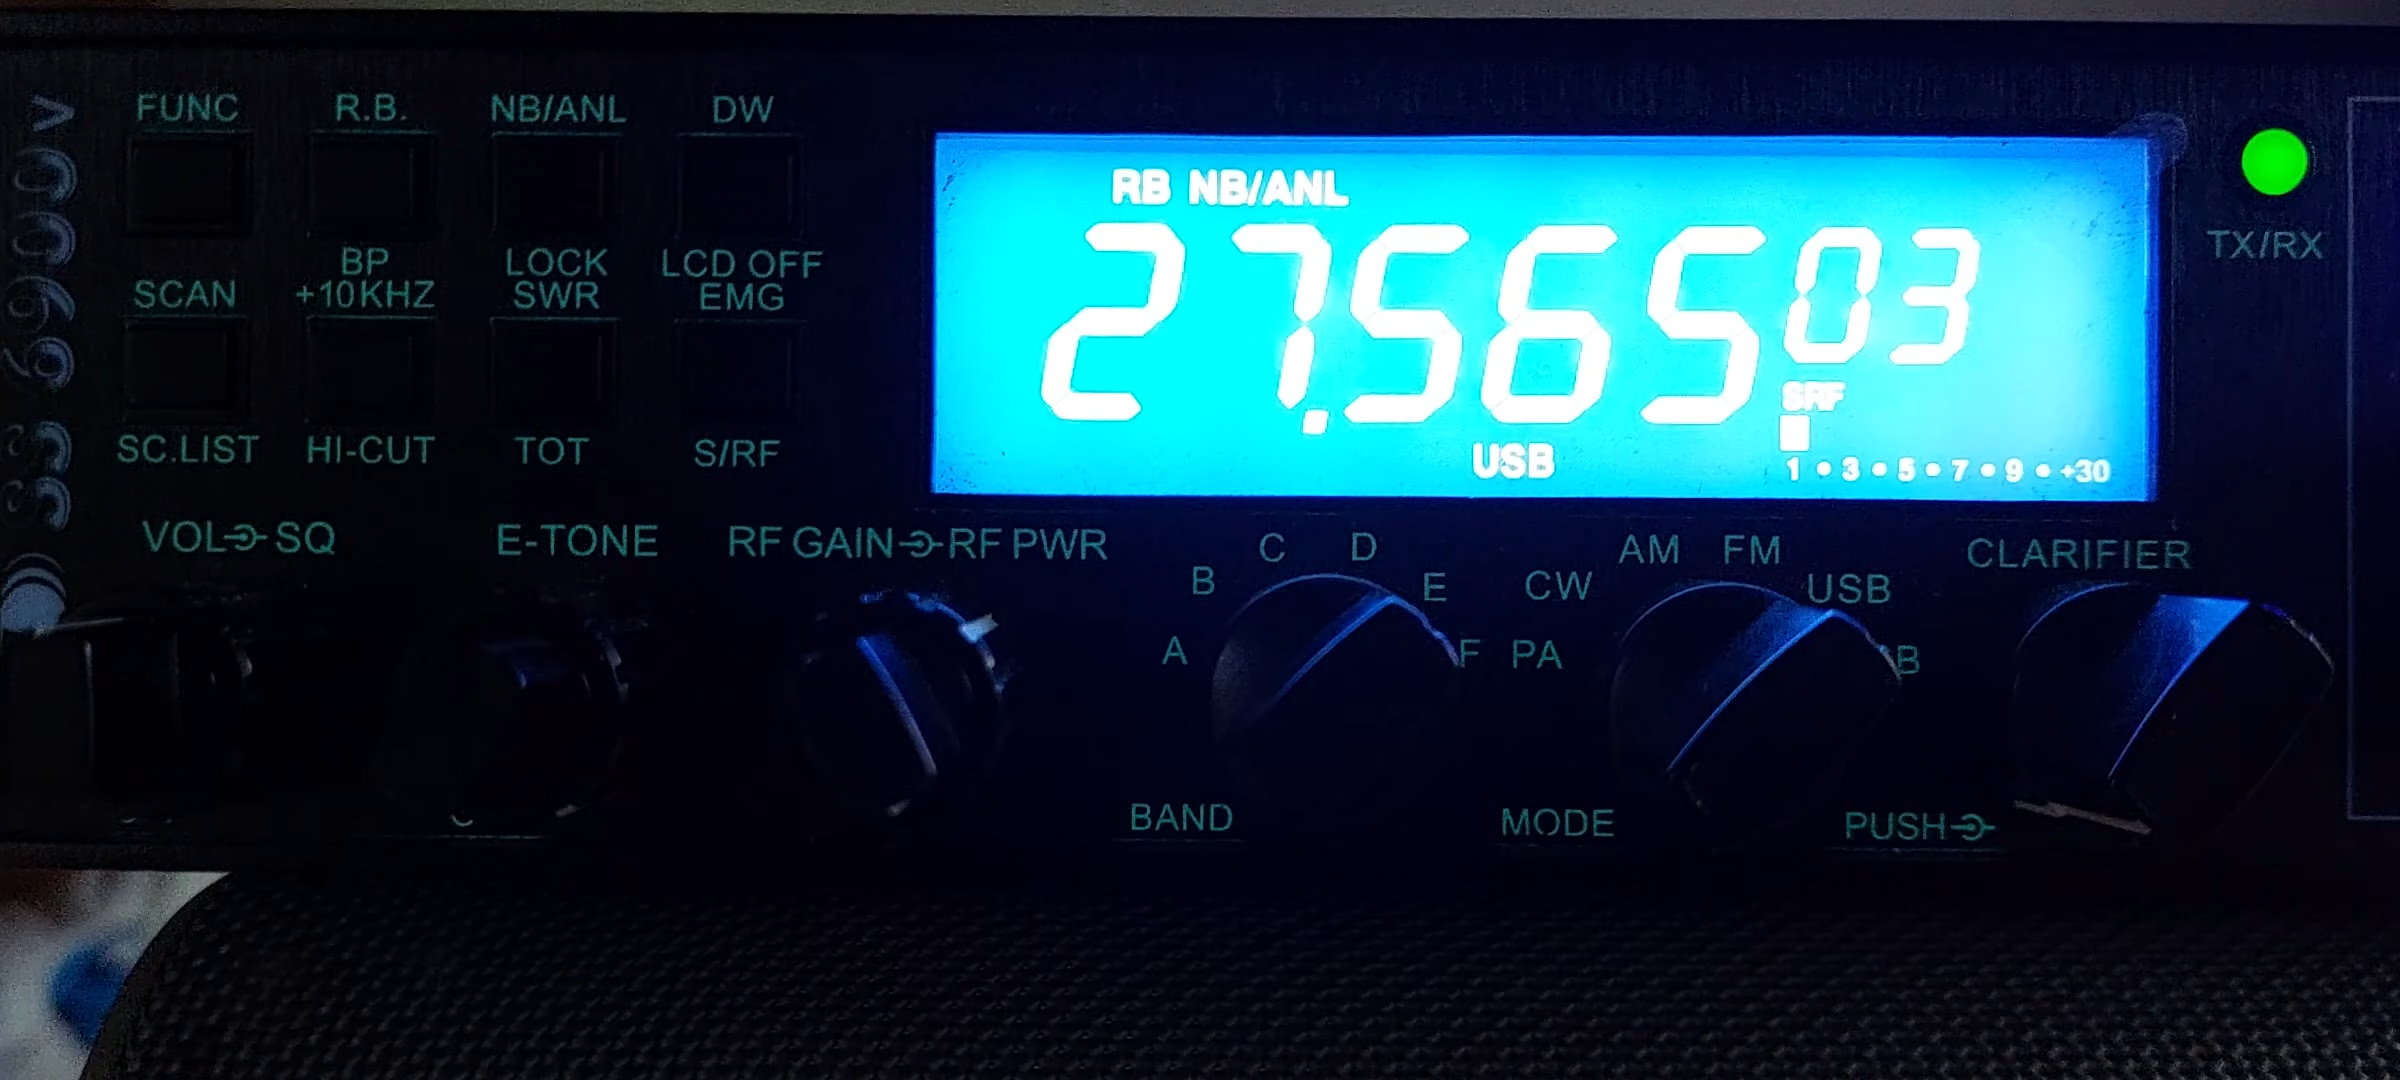 SS 6900v
FUNC R.B. NB/ANL DW
RB NB/ANL
27.565 03
SRF
USB
1 • 3 • 5 • 7 • 9 • +30
TX/RX
BP LOCK LCD OFF
SCAN +10KHZ SWR EMG
SC.LIST HI-CUT TOT S/RF
VOL SQ E-TONE RF GAIN RF PWR
A B C D E F
BAND
PA CW AM FM USB
MODE
CLARIFIER
PUSH